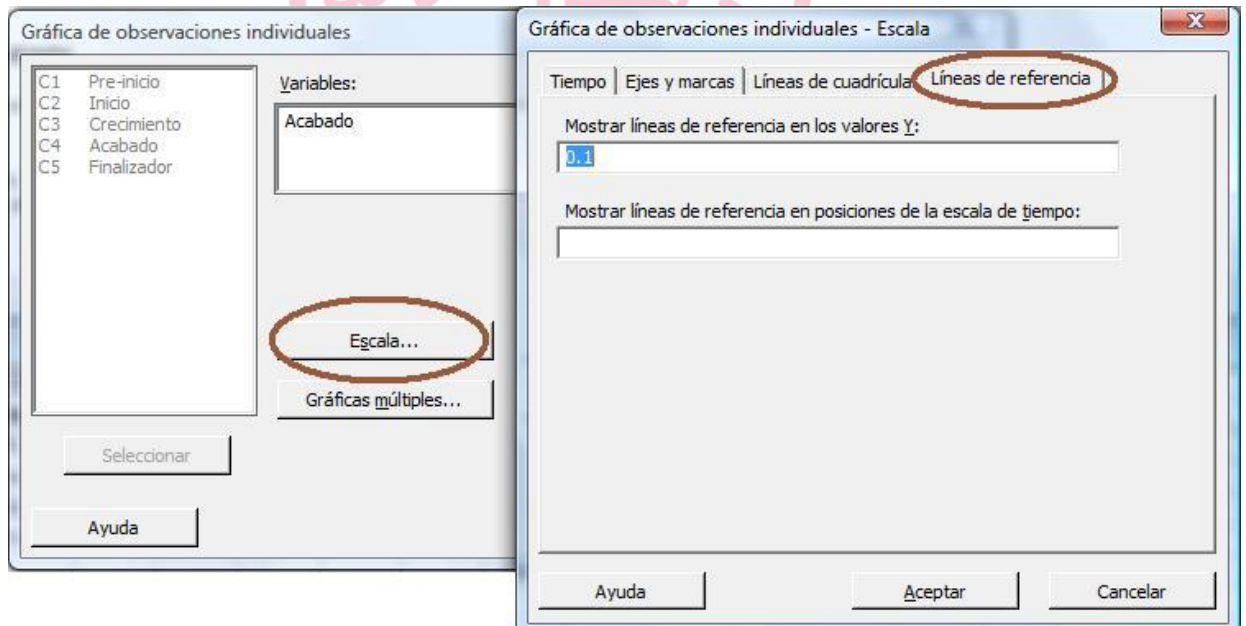 Gráfica de observaciones individuales
C1 Pre-inicio
C2 Inicio
C3 Crecimiento
C4 Acabado
C5 Finalizador
Variables:
Acabado
Escala...
Gráficas múltiples...
Seleccionar
Ayuda
Gráfica de observaciones individuales - Escala
Tiempo
Ejes y marcas
Líneas de cuadrícula
Líneas de referencia
Mostrar líneas de referencia en los valores Y:
0.1
Mostrar líneas de referencia en posiciones de la escala de tiempo:
Ayuda
Aceptar
Cancelar